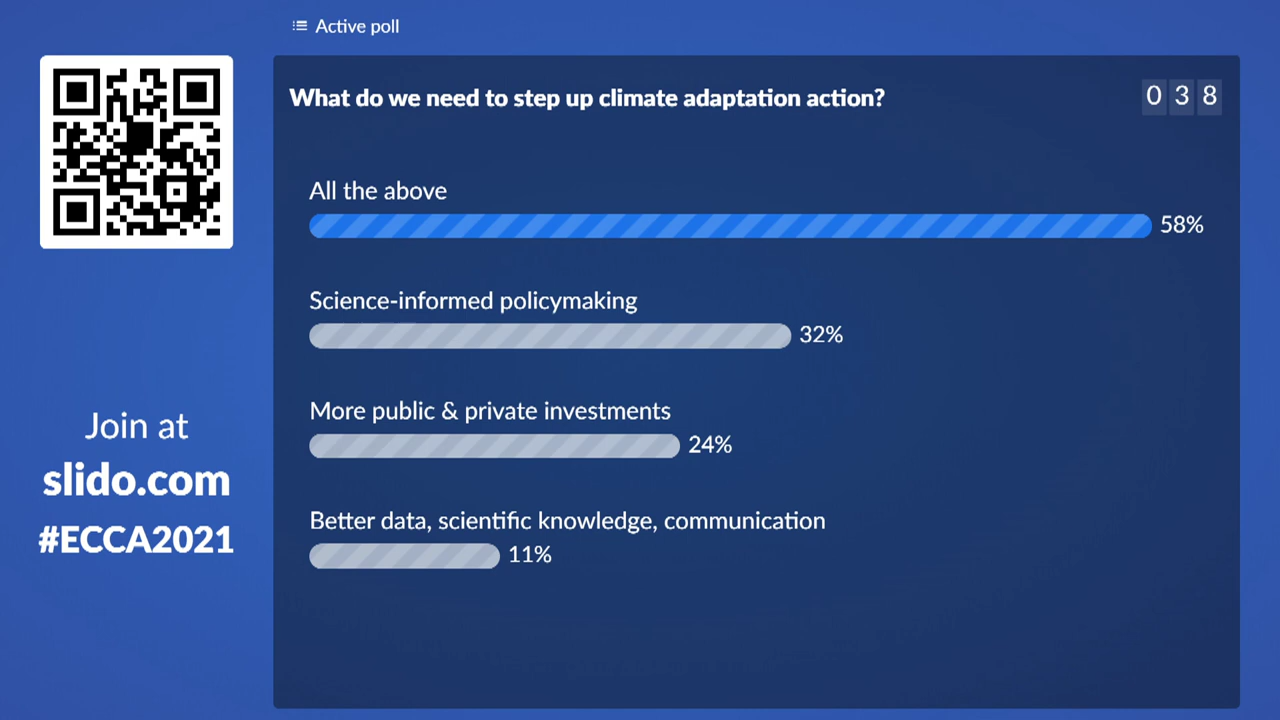 Active poll
What do we need to step up climate adaptation action?
0 3 8
All the above
58%
Science-informed policymaking
32%
More public & private investments
24%
Better data, scientific knowledge, communication
11%
Join at
slido.com
#ECCA2021